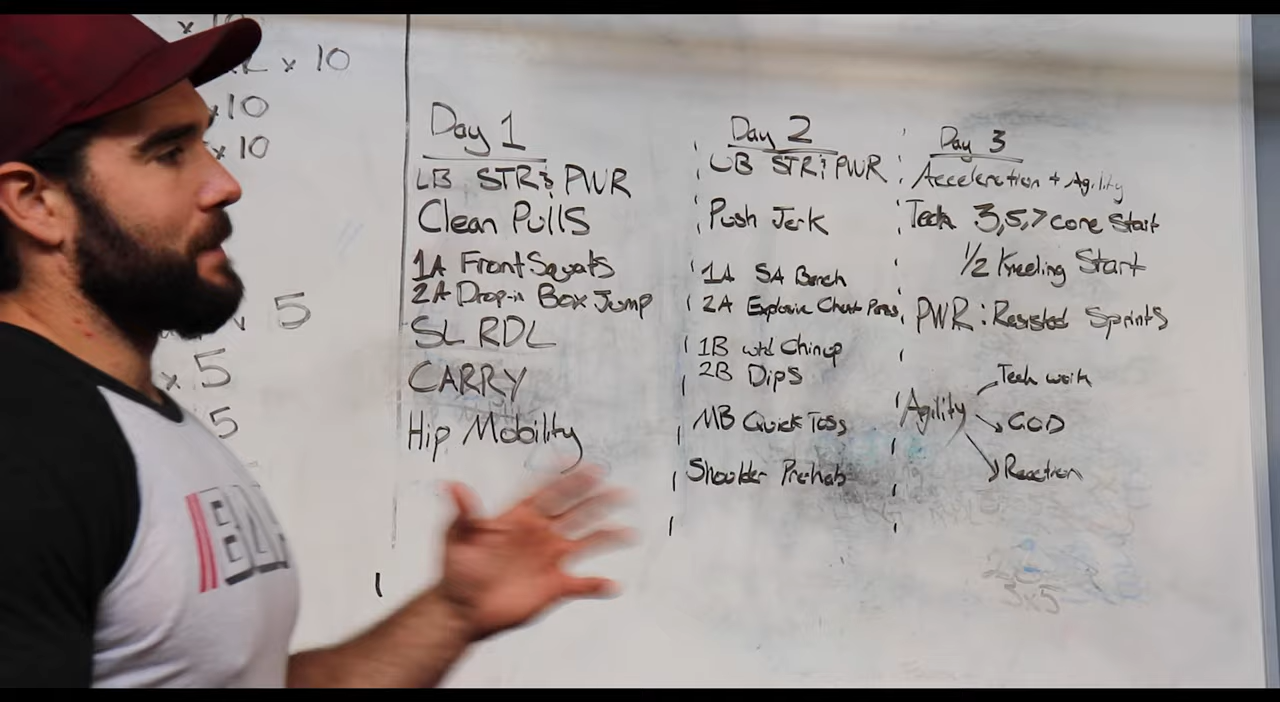 x 10
x 10
x 10
x 10
5
x 5
5
Day 1
LB STR & PWR
Clean Pulls
1A Front Squats
2A Drop-in Box Jump
SL RDL
CARRY
Hip Mobility
Day 2
UB STR & PWR
Push Jerk
1A SA Bench
2A Explosive Chest Press
1B wtd Chinup
2B Dips
MB Quick Toss
Shoulder Prehab
Day 3
Acceleration + Agility
Tech 3,5,7 cone Start
1/2 Kneeling Start
PWR: Resisted Sprints
Agility
Tech work
COD
Reaction
3x5